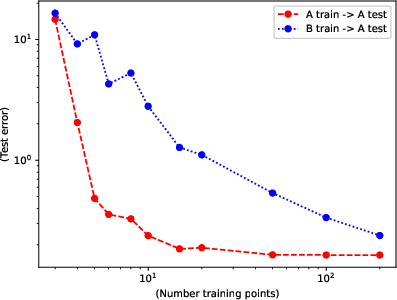 A train -> A test
B train -> A test
10¹
10⁰
(Test error)
10¹
10²
(Number training points)